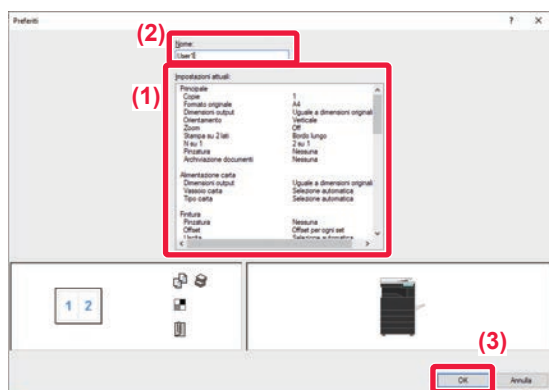 Preferiti ? X
(2)
Nome:
User1
(1)
Impostazioni attuali:
Principale
Copie 1
Formato originale A4
Dimensioni output Uguale a dimensioni originali
Orientamento Verticale
Zoom Off
Stampa su 2 lati Bordo lungo
N su 1 2 su 1
Pinzatura Nessuna
Archiviazione documenti Nessuna
Alimentazione carta
Dimensioni output Uguale a dimensioni originali
Vassoio carta Selezione automatica
Tipo carta Selezione automatica
Finitura
Pinzatura Nessuna
Offset Offset per ogni set
Uscita Selezione automatica
1 2
(3)
OK Annulla